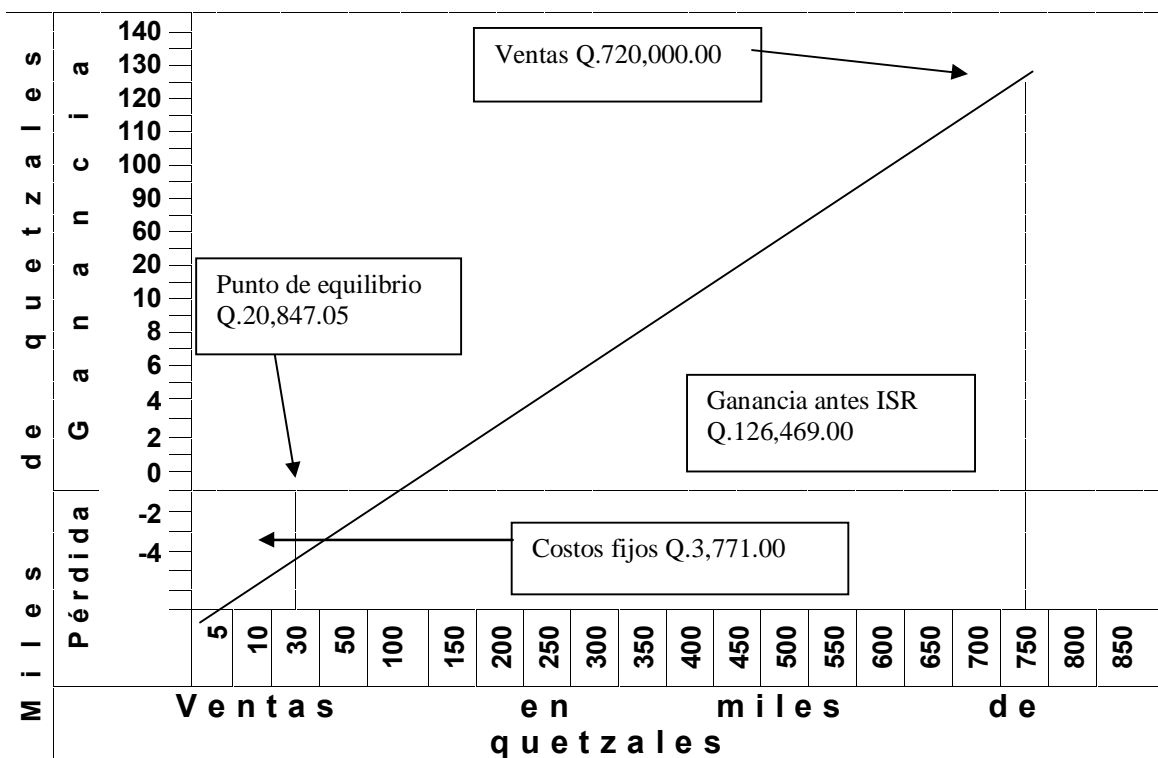 Miles de quetzales
Ganancia
Pérdida
140
130
120
110
100
90
60
20
10
8
6
4
2
0
-2
-4
Ventas Q.720,000.00
Punto de equilibrio
Q.20,847.05
Ganancia antes ISR
Q.126,469.00
Costos fijos Q.3,771.00
5 10 30 50 100 150 200 250 300 350 400 450 500 550 600 650 700 750 800 850
Ventas en miles de
quetzales